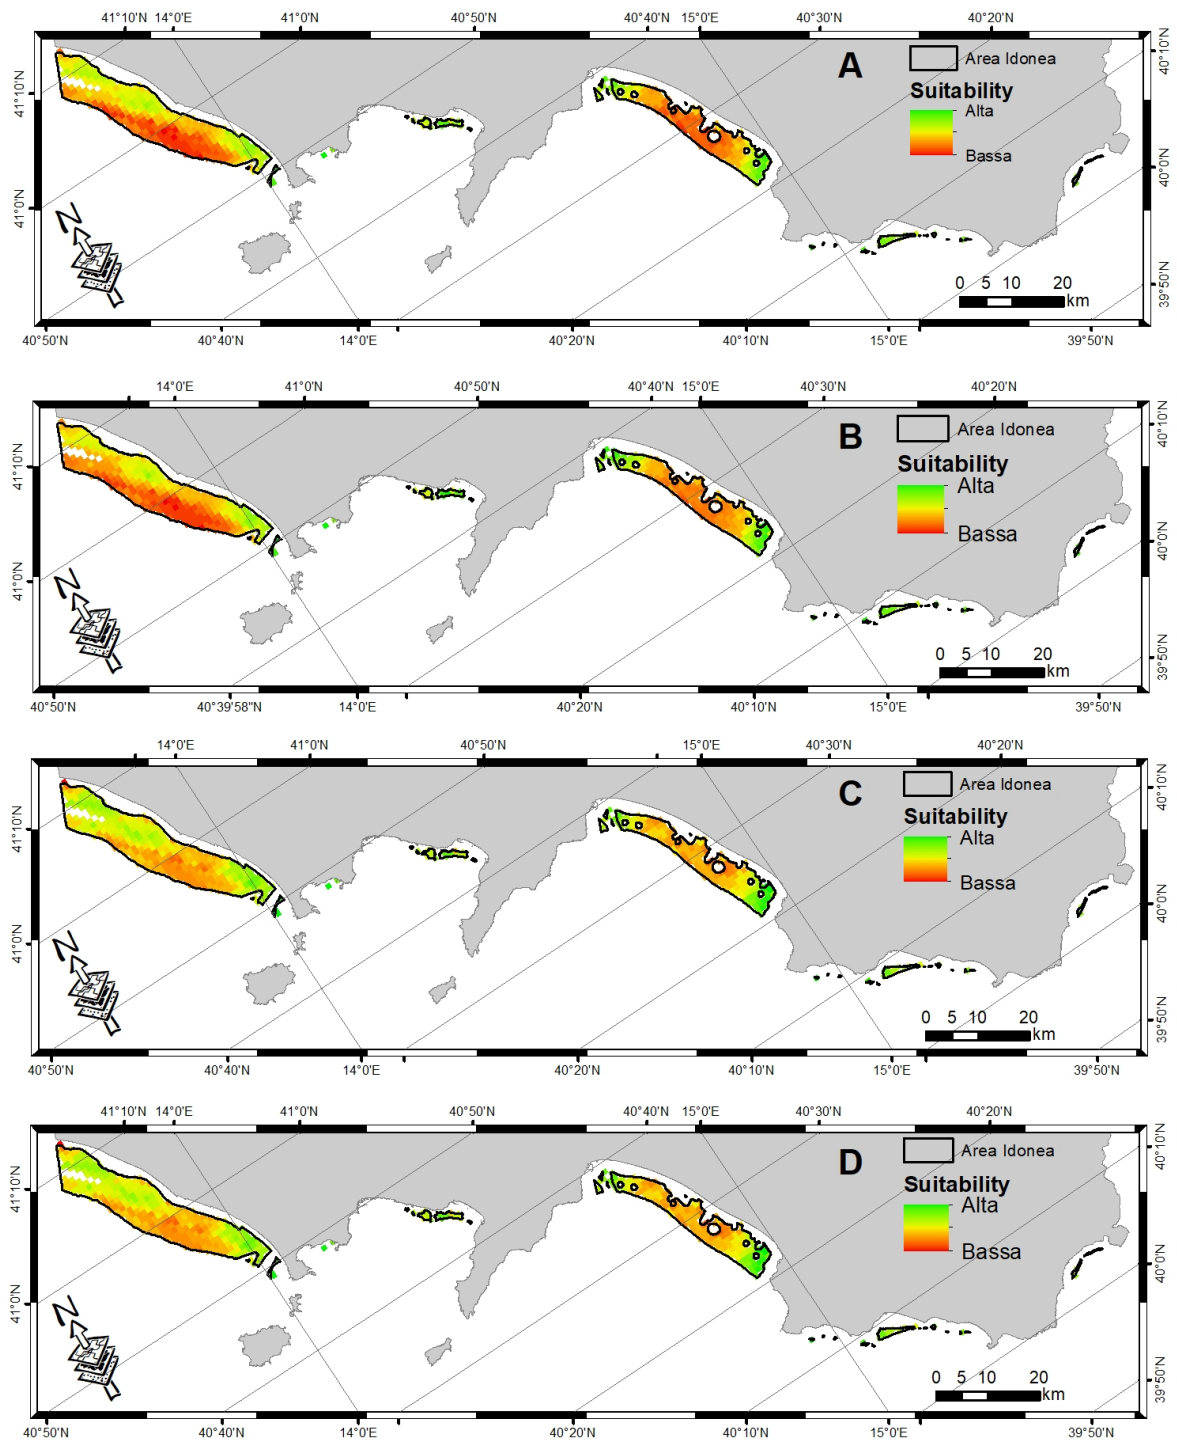 41°10'N 14°0'E 41°0'N 40°50'N 40°40'N 15°0'E 40°30'N 40°20'N
A
Area Idonea
Suitability
Alta
Bassa
41°10'N
41°0'N
40°10'N
40°0'N
39°50'N
N
0 5 10 20
km
40°50'N 40°40'N 14°0'E 40°20'N 40°10'N 15°0'E 39°50'N
14°0'E 41°0'N 40°50'N 40°40'N 15°0'E 40°30'N 40°20'N
B
Area Idonea
Suitability
Alta
Bassa
41°10'N
41°0'N
40°10'N
40°0'N
39°50'N
N
0 5 10 20
km
40°50'N 40°39'58"N 14°0'E 40°20'N 40°10'N 15°0'E 39°50'N
14°0'E 41°0'N 40°50'N 15°0'E 40°30'N 40°20'N
C
Area Idonea
Suitability
Alta
Bassa
41°10'N
41°0'N
40°10'N
40°0'N
39°50'N
N
0 5 10 20
km
40°50'N 40°40'N 14°0'E 40°20'N 40°10'N 15°0'E 39°50'N
41°10'N 14°0'E 41°0'N 40°50'N 40°40'N 15°0'E 40°30'N 40°20'N
D
Area Idonea
Suitability
Alta
Bassa
41°10'N
41°0'N
40°10'N
40°0'N
39°50'N
N
0 5 10 20
km
40°50'N 40°40'N 14°0'E 40°20'N 40°10'N 15°0'E 39°50'N